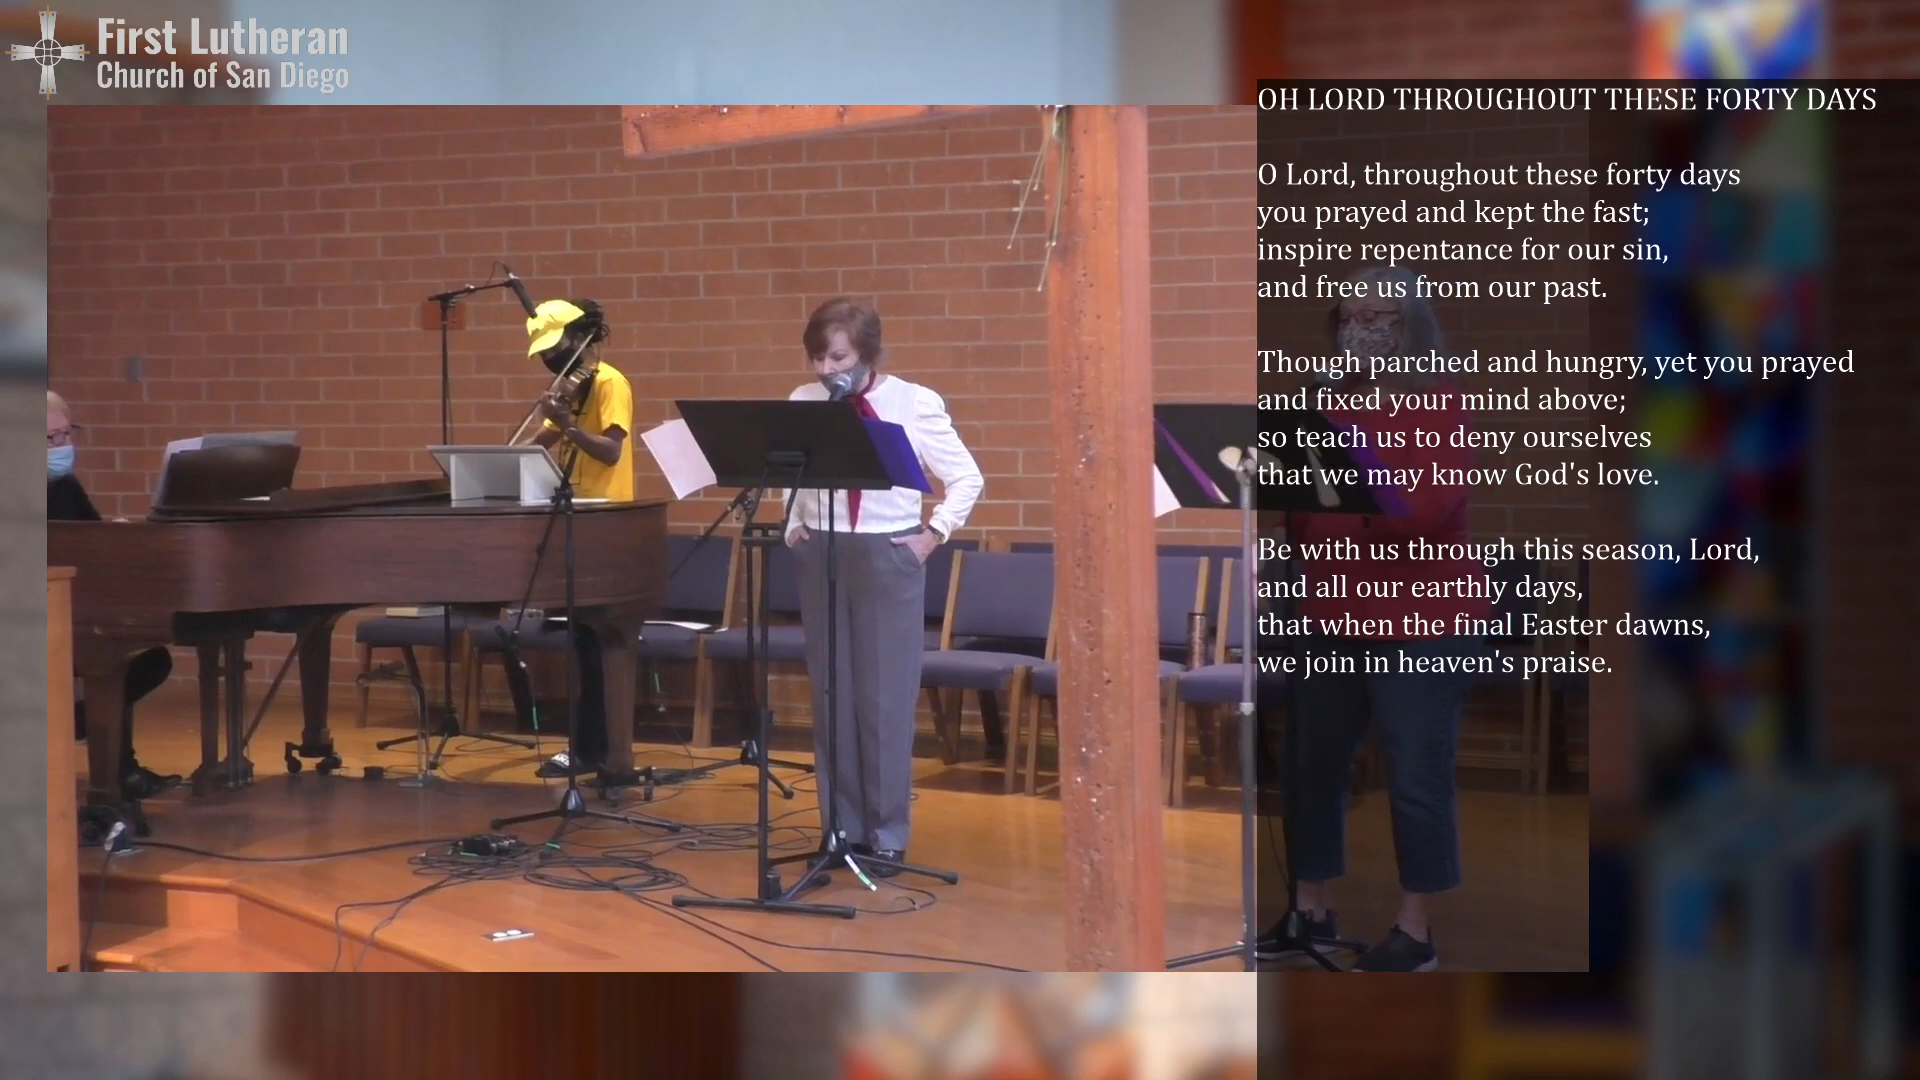 First Lutheran
Church of San Diego
OH LORD THROUGHOUT THESE FORTY DAYS
O Lord, throughout these forty days
you prayed and kept the fast;
inspire repentance for our sin,
and free us from our past.
Though parched and hungry, yet you prayed
and fixed your mind above;
so teach us to deny ourselves
that we may know God's love.
Be with us through this season, Lord,
and all our earthly days,
that when the final Easter dawns,
we join in heaven's praise.